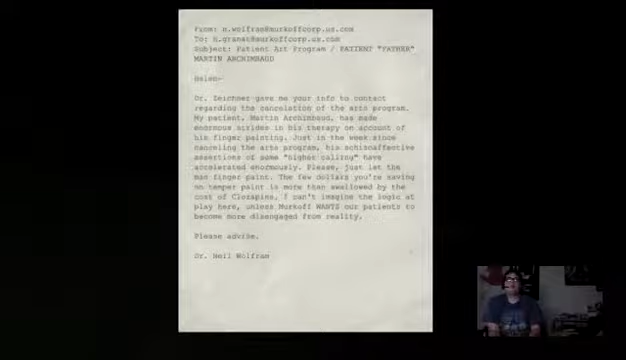 From: n.wolfram@murkoffcorp.us.com
To: h.granat@murkoffcorp.us.com
Subject: Patient Art Program / PATIENT "FATHER"
MARTIN ARCHIMBAUD
Helen-
Dr. Zeichner gave me your info to contact
regarding the cancelation of the arts program.
My patient, Martin Archimbaud, has made
enormous strides in his therapy on account of
his finger painting. Just in the week since
canceling the arts program, his schizoaffective
assertions of some "higher calling" have
accelerated enormously. Please, just let the
man finger paint. The few dollars you're saving
on temper paint is more than swallowed by the
cost of Clozapine, I can't imagine the logic at
play here, unless Murkoff WANTS our patients to
become more disengaged from reality.
Please advise.
Dr. Neil Wolfram